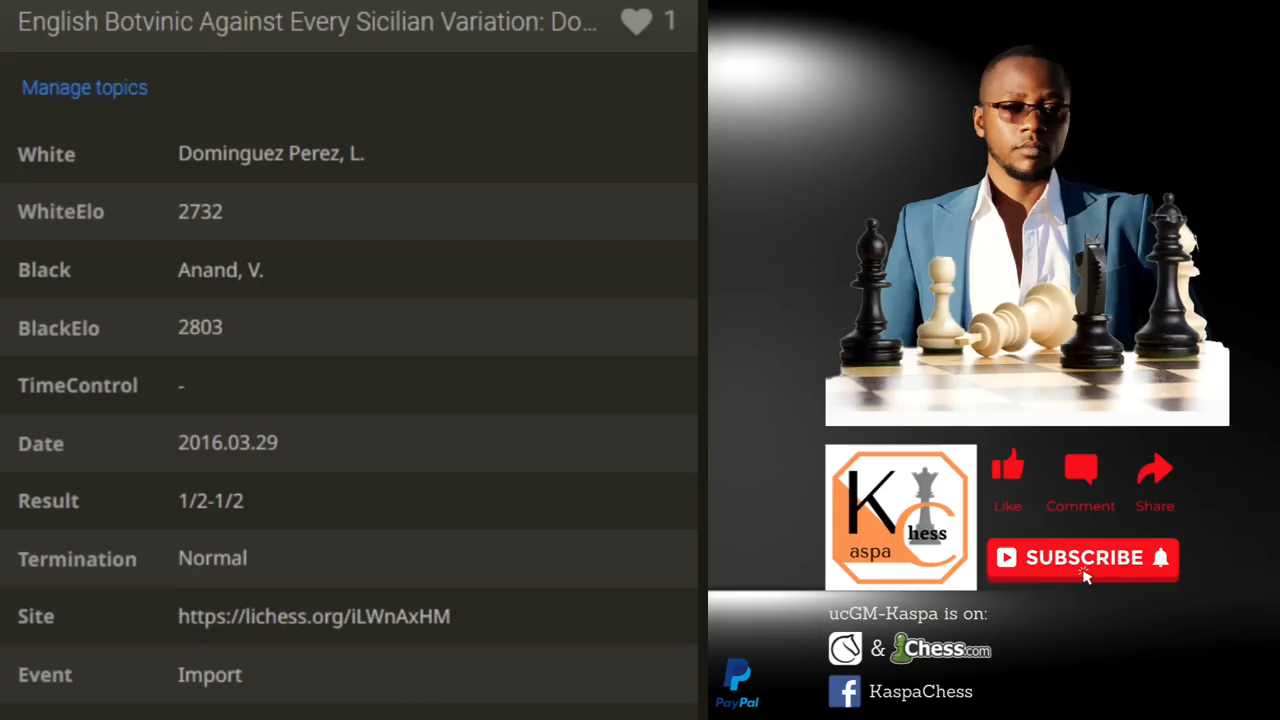 English Botvinic Against Every Sicilian Variation: Do...
1
Manage topics
White Dominguez Perez, L.
WhiteElo 2732
Black Anand, V.
BlackElo 2803
TimeControl -
Date 2016.03.29
Result 1/2-1/2
Termination Normal
Site https://lichess.org/iLWnAxHM
Event Import
K Chess
aspa
Like Comment Share
SUBSCRIBE
ucGM-Kaspa is on:
& Chess.com
f KaspaChess
PayPal